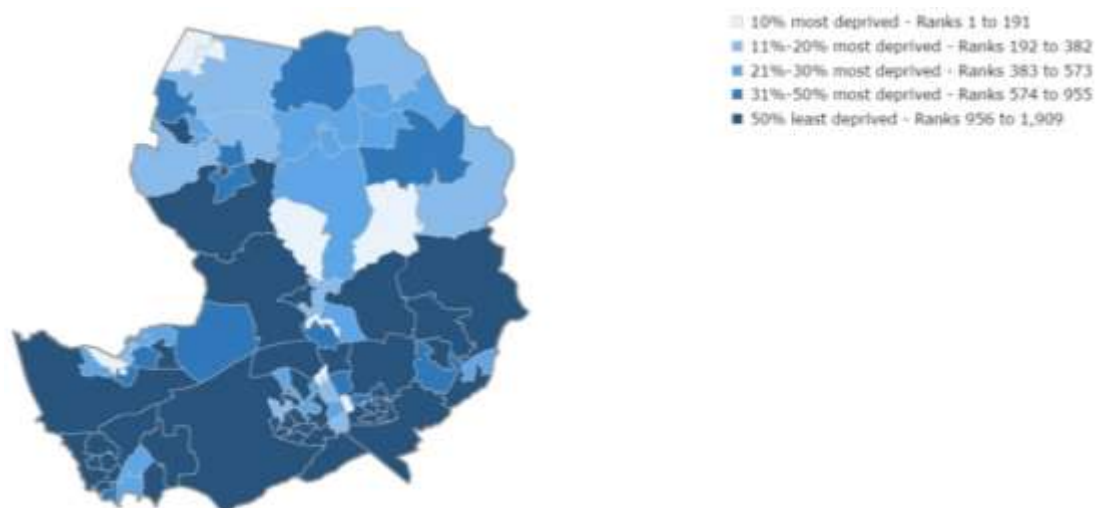 10% most deprived - Ranks 1 to 191
11%-20% most deprived - Ranks 192 to 382
21%-30% most deprived - Ranks 383 to 573
31%-50% most deprived - Ranks 574 to 955
50% least deprived - Ranks 956 to 1,909